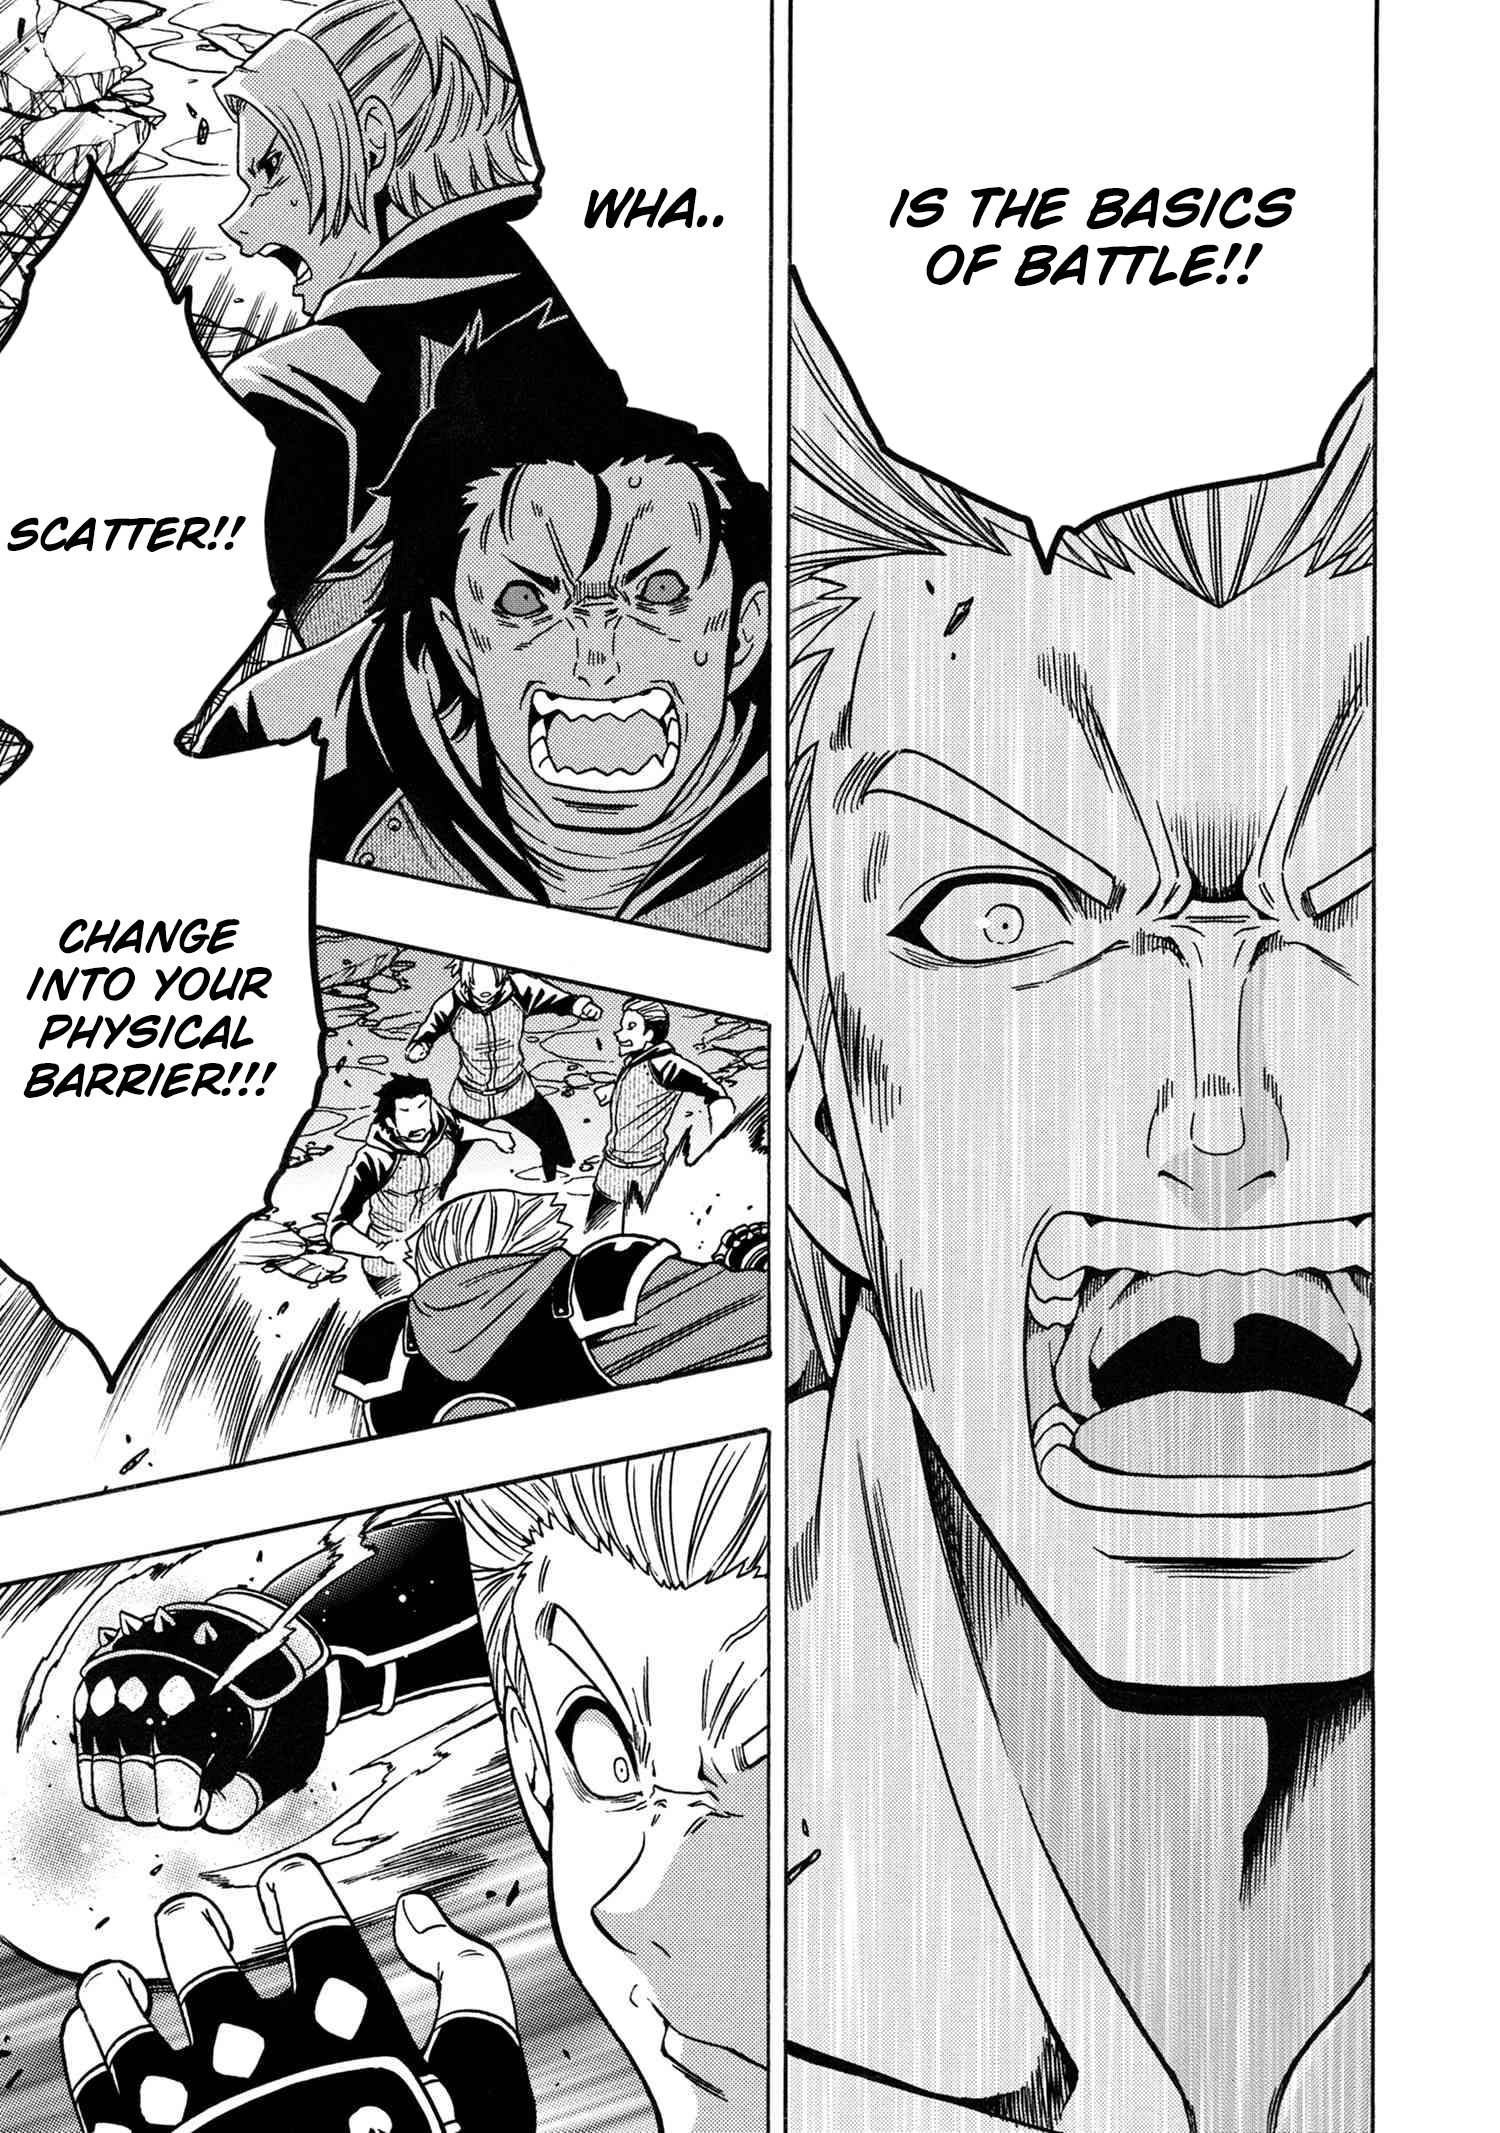 IS THE BASICS
OF BATTLE!!
WHA..
SCATTER!!
CHANGE
INTO YOUR
PHYSICAL
BARRIER!!!